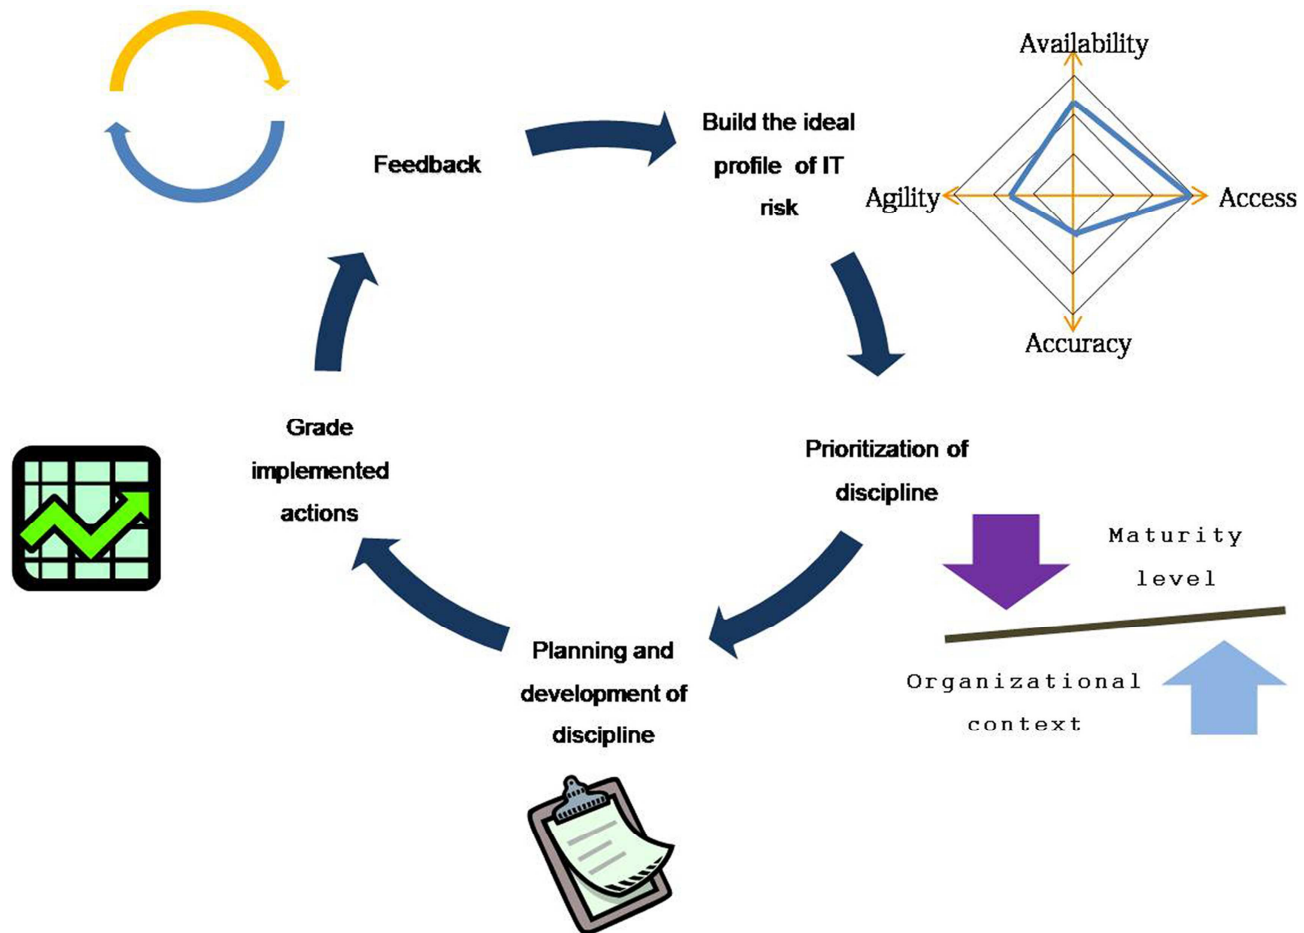 Availability
Build the ideal
profile of IT
risk
Feedback
Agility
Access
Accuracy
Grade
implemented
actions
Prioritization of
discipline
Maturity
level
Planning and
development of
discipline
Organizational
context